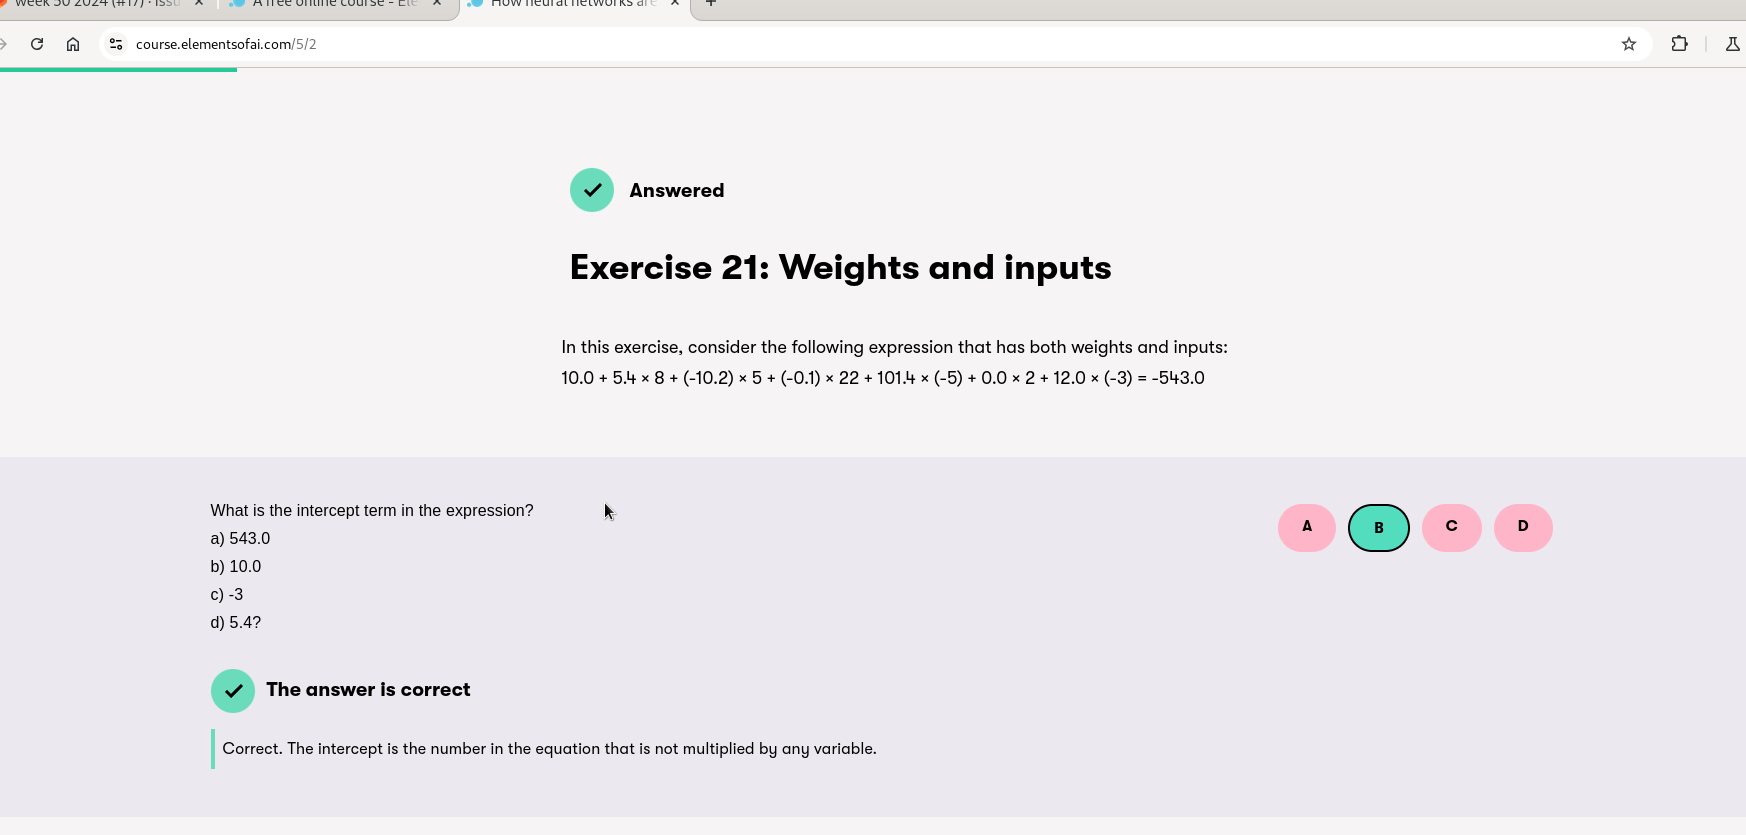 week 50 2024 (#17) · Issu
A free online course - Ele
How neural networks are
course.elementsofai.com/5/2
Answered
Exercise 21: Weights and inputs
In this exercise, consider the following expression that has both weights and inputs:
10.0 + 5.4 × 8 + (-10.2) × 5 + (-0.1) × 22 + 101.4 × (-5) + 0.0 × 2 + 12.0 × (-3) = -543.0
What is the intercept term in the expression?
A B C D
a) 543.0
b) 10.0
c) -3
d) 5.4?
The answer is correct
Correct. The intercept is the number in the equation that is not multiplied by any variable.